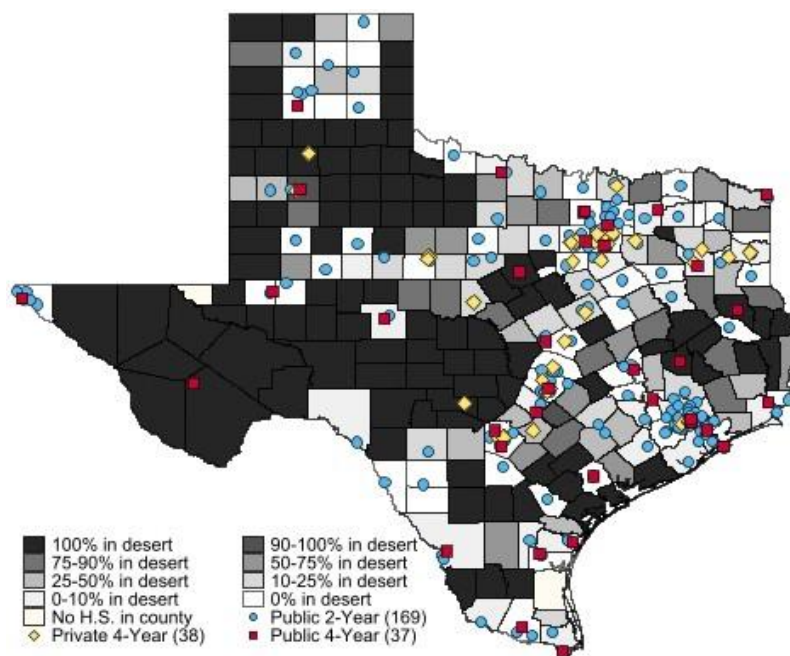 100% in desert
75-90% in desert
25-50% in desert
0-10% in desert
No H.S. in county
Private 4-Year (38)
90-100% in desert
50-75% in desert
10-25% in desert
0% in desert
Public 2-Year (169)
Public 4-Year (37)